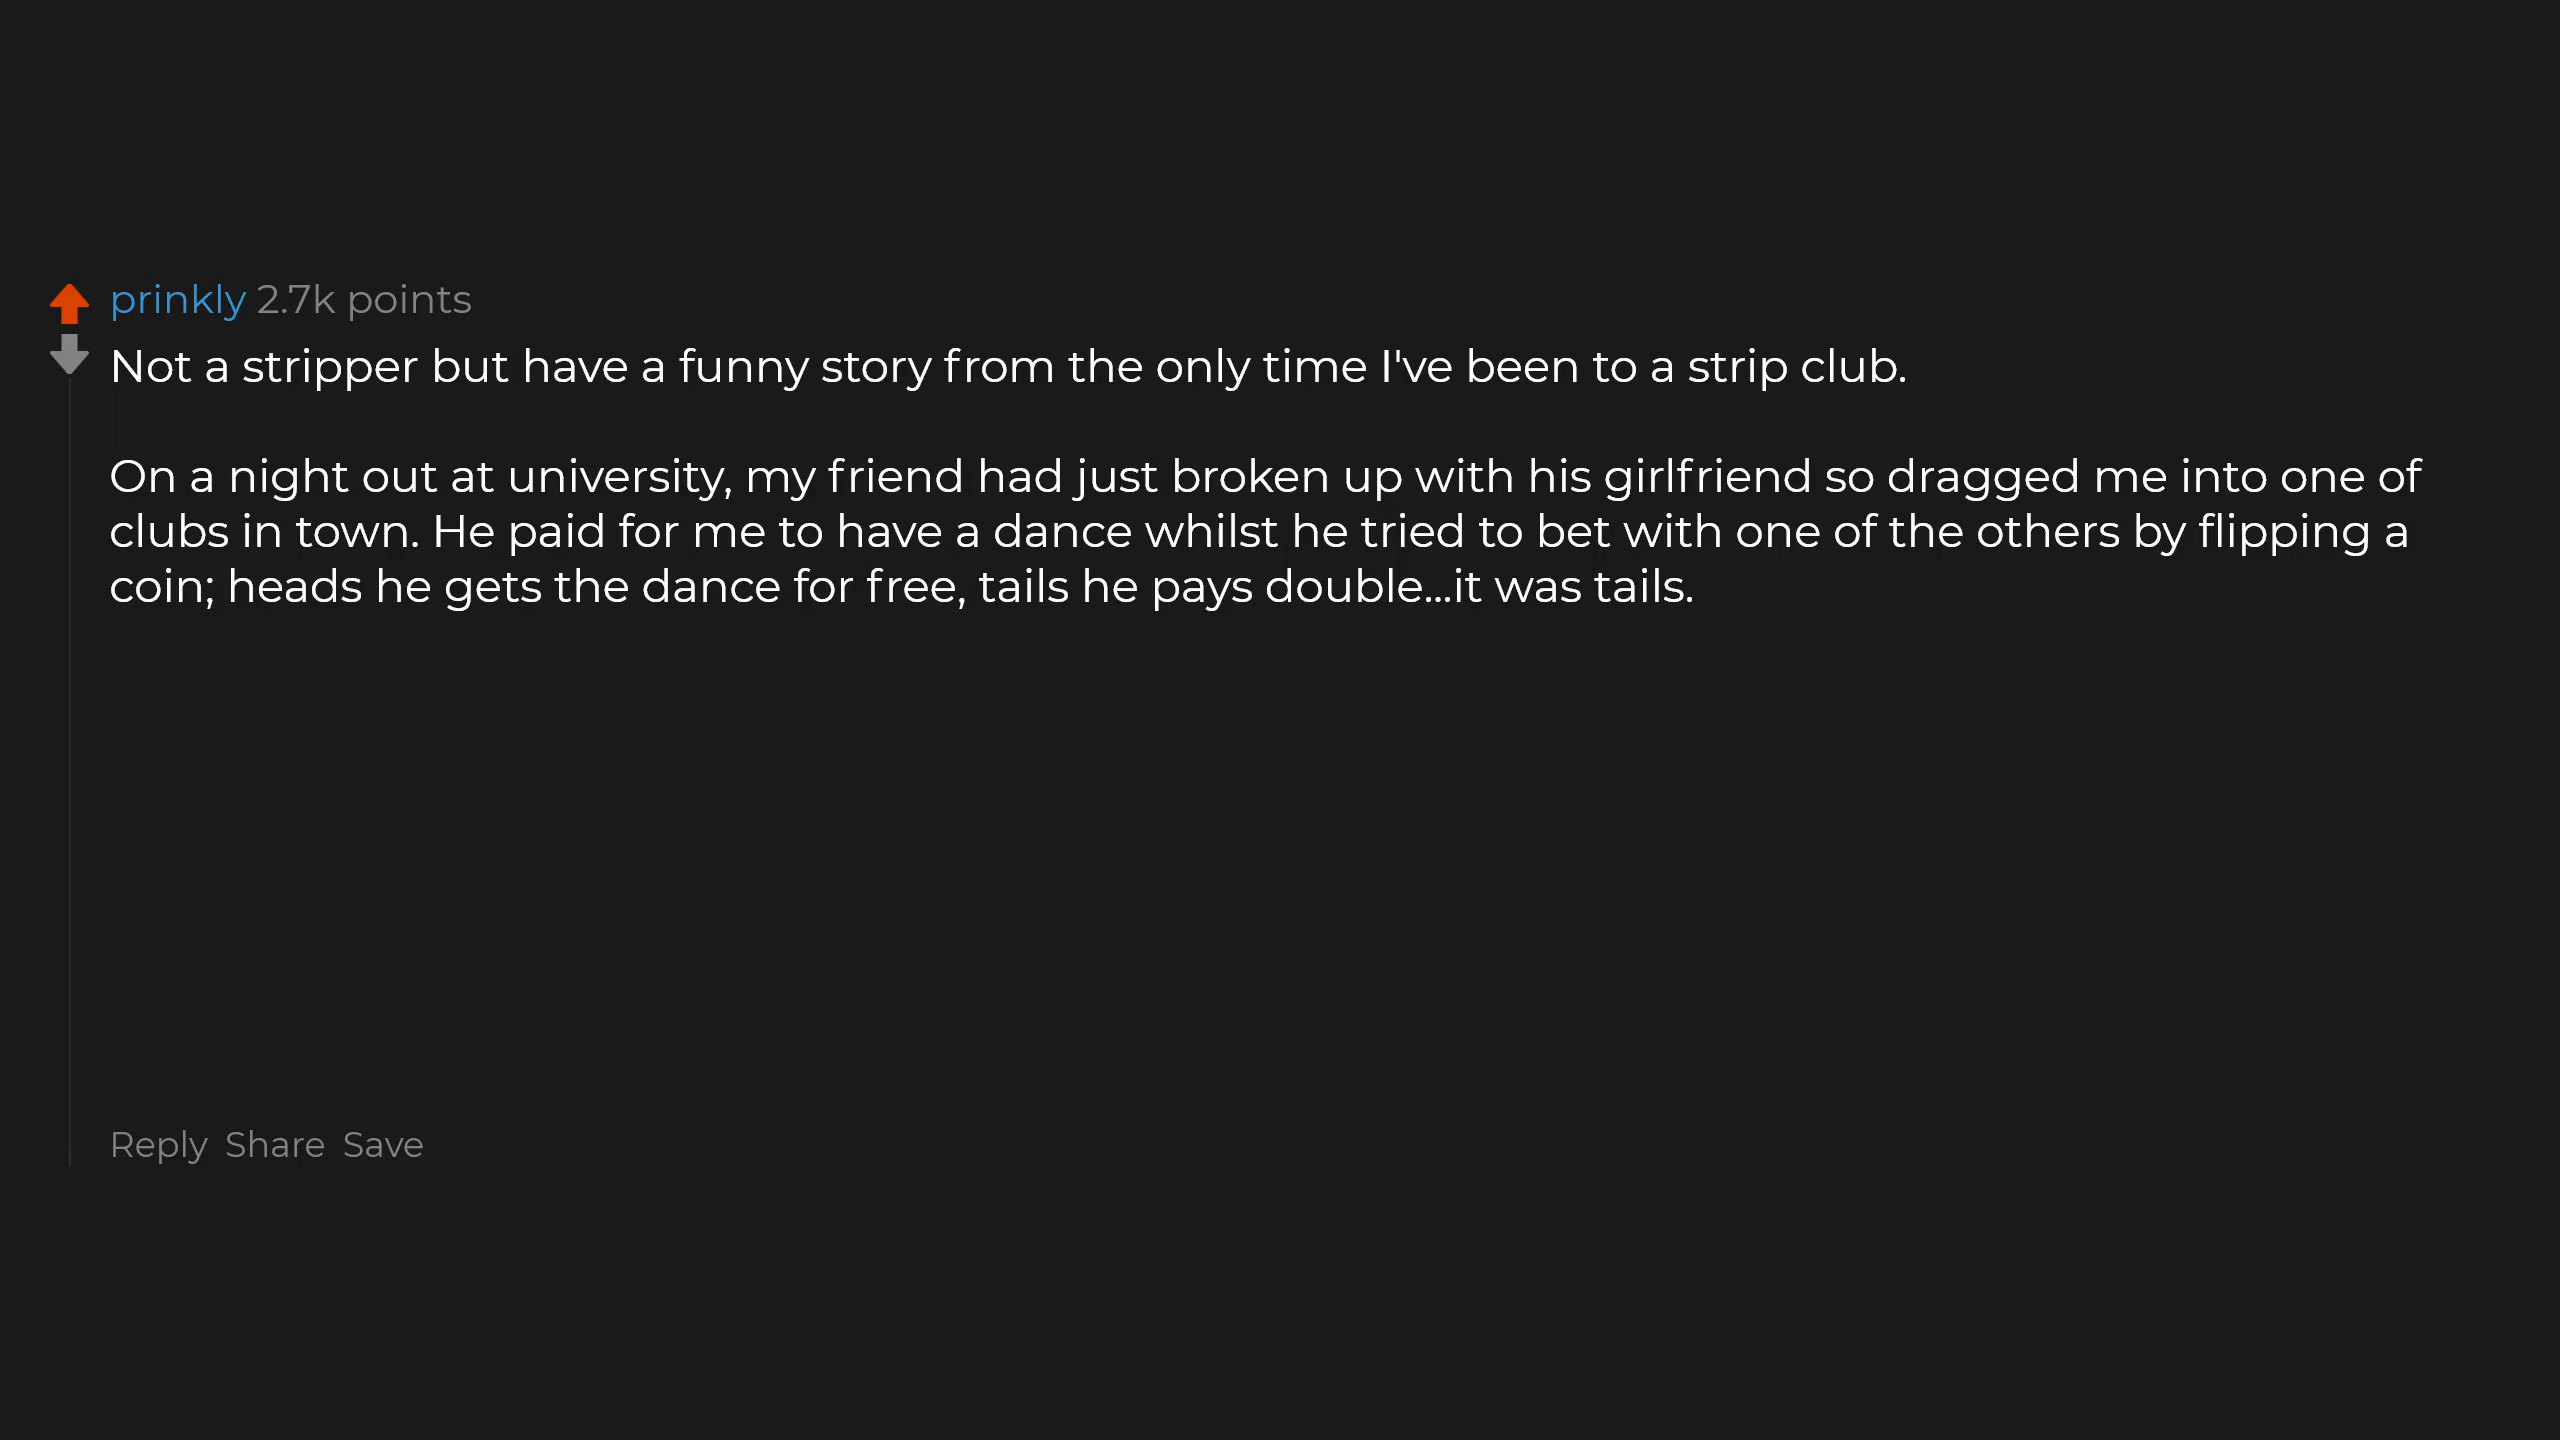 prinkly 2.7k points
Not a stripper but have a funny story from the only time I've been to a strip club.
On a night out at university, my friend had just broken up with his girlfriend so dragged me into one of
clubs in town. He paid for me to have a dance whilst he tried to bet with one of the others by flipping a
coin; heads he gets the dance for free, tails he pays double...it was tails.
Reply Share Save